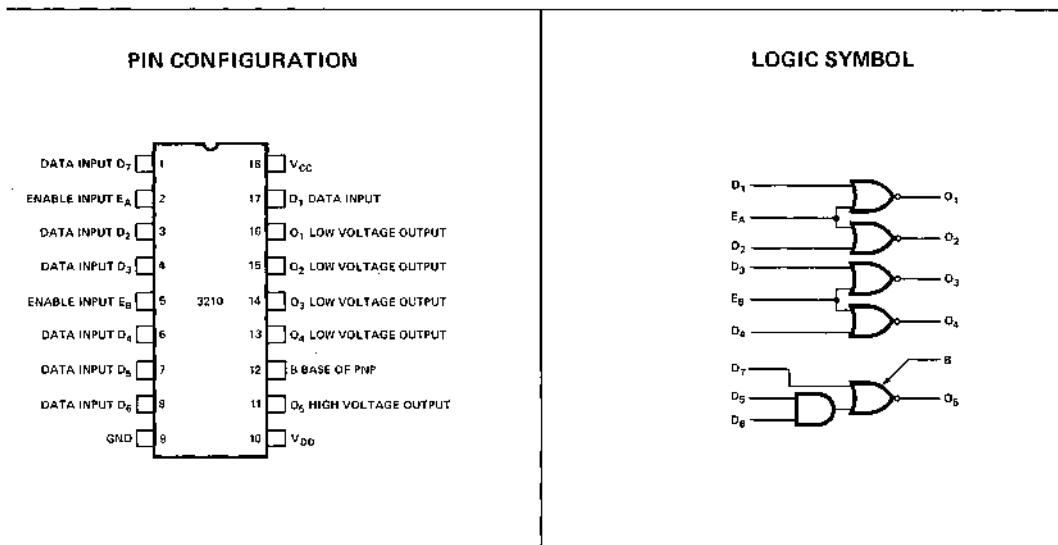 PIN CONFIGURATION
DATA INPUT D7 1
ENABLE INPUT EA 2
DATA INPUT D2 3
DATA INPUT D3 4
ENABLE INPUT EB 5
DATA INPUT D4 6
DATA INPUT D5 7
DATA INPUT D6 8
GND 9
3210
18 VCC
17 D1 DATA INPUT
16 O1 LOW VOLTAGE OUTPUT
15 O2 LOW VOLTAGE OUTPUT
14 O3 LOW VOLTAGE OUTPUT
13 O4 LOW VOLTAGE OUTPUT
12 B BASE OF PNP
11 O5 HIGH VOLTAGE OUTPUT
10 VDD
LOGIC SYMBOL
D1
O1
EA
D2
O2
D3
O3
EB
D4
O4
D7
B
D5
O5
D6